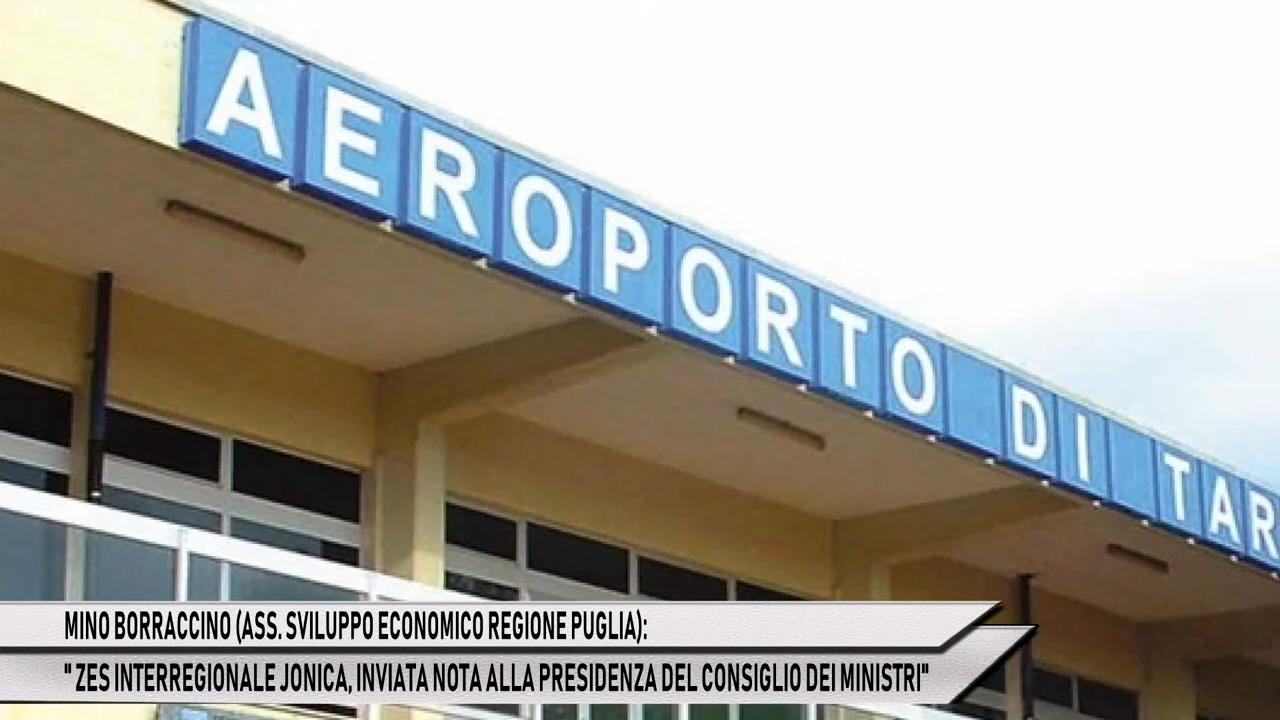 AEROPORTO DI TAR
MINO BORRACCINO (ASS. SVILUPPO ECONOMICO REGIONE PUGLIA):
" ZES INTERREGIONALE JONICA, INVIATA NOTA ALLA PRESIDENZA DEL CONSIGLIO DEI MINISTRI"